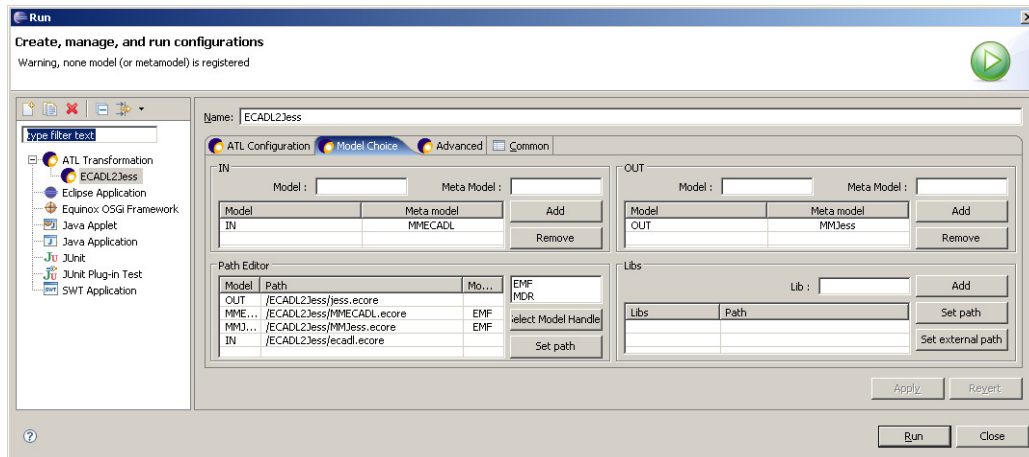 Run
Create, manage, and run configurations
Warning, none model (or metamodel) is registered
type filter text
ATL Transformation
ECADL2Jess
Eclipse Application
Equinox OSGi Framework
Java Applet
Java Application
Ju JUnit
Jü JUnit Plug-in Test
SWT SWT Application
Name: ECADL2Jess
ATL Configuration Model Choice Advanced Common
IN
Model : Meta Model :
Model Meta model Add
IN MMECADL
Remove
OUT
Model : Meta Model :
Model Meta model Add
OUT MMJess
Remove
Path Editor
Model Path Mo... EMF
OUT /ECADL2Jess/jess.ecore MDR
MME... /ECADL2Jess/MMECADL.ecore EMF
MMJ... /ECADL2Jess/MMJess.ecore EMF
IN /ECADL2Jess/ecadl.ecore
Select Model Handle
Set path
Libs
Lib : Add
Libs Path Set path
Set external path
Apply Revert
? Run Close